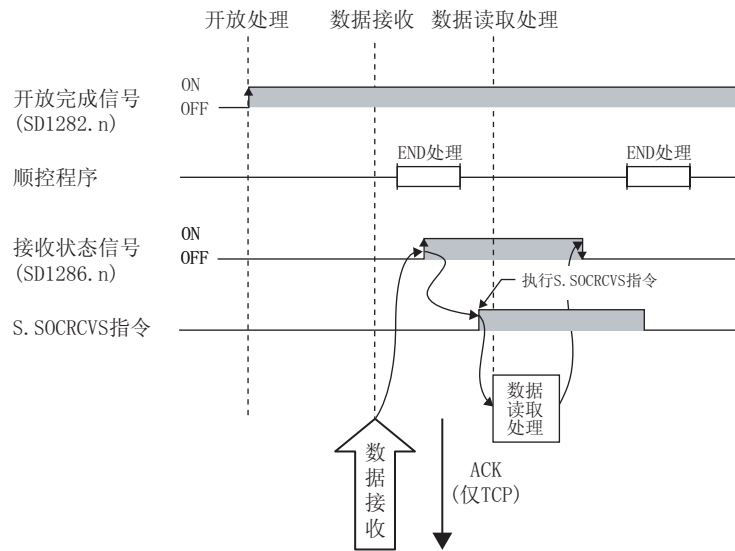 开放处理 数据接收 数据读取处理
ON
开放完成信号
OFF
(SD1282.n)
END处理 END处理
顺控程序
ON
接收状态信号
OFF
(SD1286.n)
执行S.SOCRCVS指令
S.SOCRCVS指令
数据
读取
处理
数
据
接
收
ACK
(仅TCP)